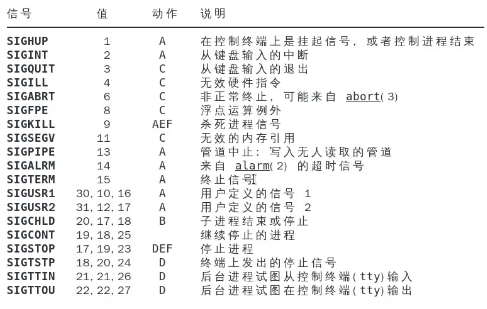 信号 值 动作 说明
SIGHUP 1 A 在控制终端上是挂起信号, 或者控制进程结束
SIGINT 2 A 从键盘输入的中断
SIGQUIT 3 C 从键盘输入的退出
SIGILL 4 C 无效硬件指令
SIGABRT 6 C 非正常终止, 可能来自 abort(3)
SIGFPE 8 C 浮点运算例外
SIGKILL 9 AEF 杀死进程信号
SIGSEGV 11 C 无效的内存引用
SIGPIPE 13 A 管道中止: 写入无人读取的管道
SIGALRM 14 A 来自 alarm(2) 的超时信号
SIGTERM 15 A 终止信号
SIGUSR1 30,10,16 A 用户定义的信号 1
SIGUSR2 31,12,17 A 用户定义的信号 2
SIGCHLD 20,17,18 B 子进程结束或停止
SIGCONT 19,18,25 继续停止的进程
SIGSTOP 17,19,23 DEF 停止进程
SIGTSTP 18,20,24 D 终端上发出的停止信号
SIGTTIN 21,21,26 D 后台进程试图从控制终端(tty)输入
SIGTTOU 22,22,27 D 后台进程试图在控制终端(tty)输出